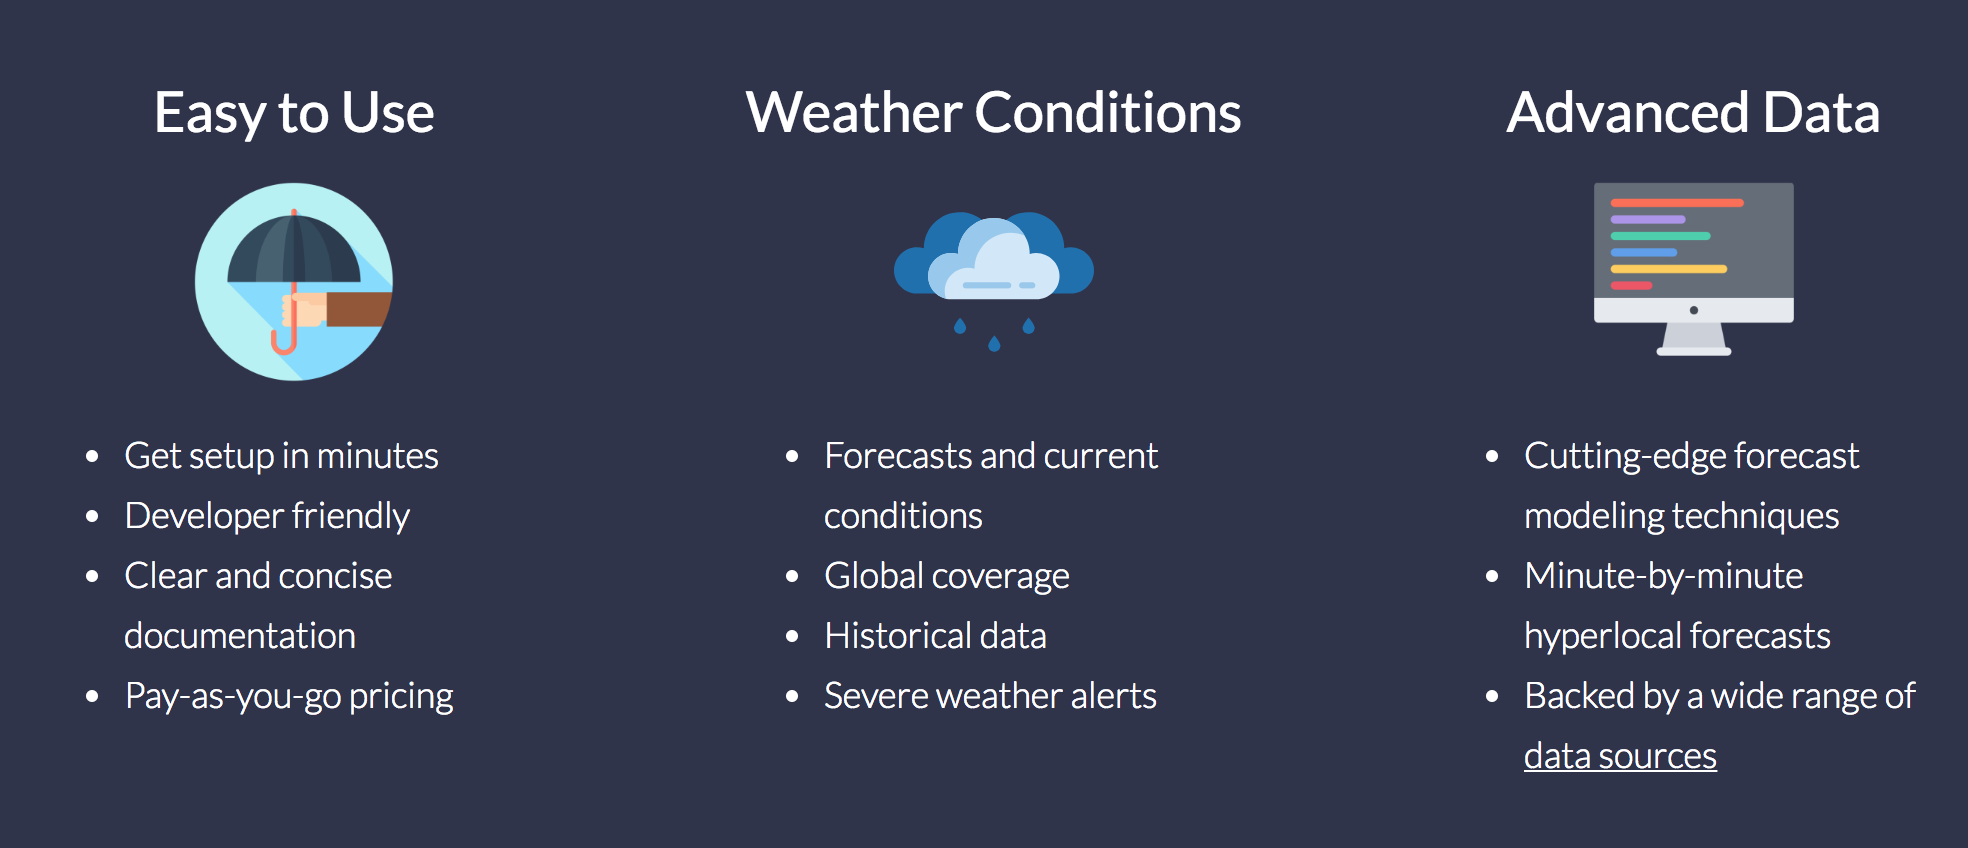 Easy to Use
Get setup in minutes
Developer friendly
Clear and concise
documentation
Pay-as-you-go pricing
Weather Conditions
Forecasts and current
conditions
Global coverage
Historical data
Severe weather alerts
Advanced Data
Cutting-edge forecast
modeling techniques
Minute-by-minute
hyperlocal forecasts
Backed by a wide range of
data sources